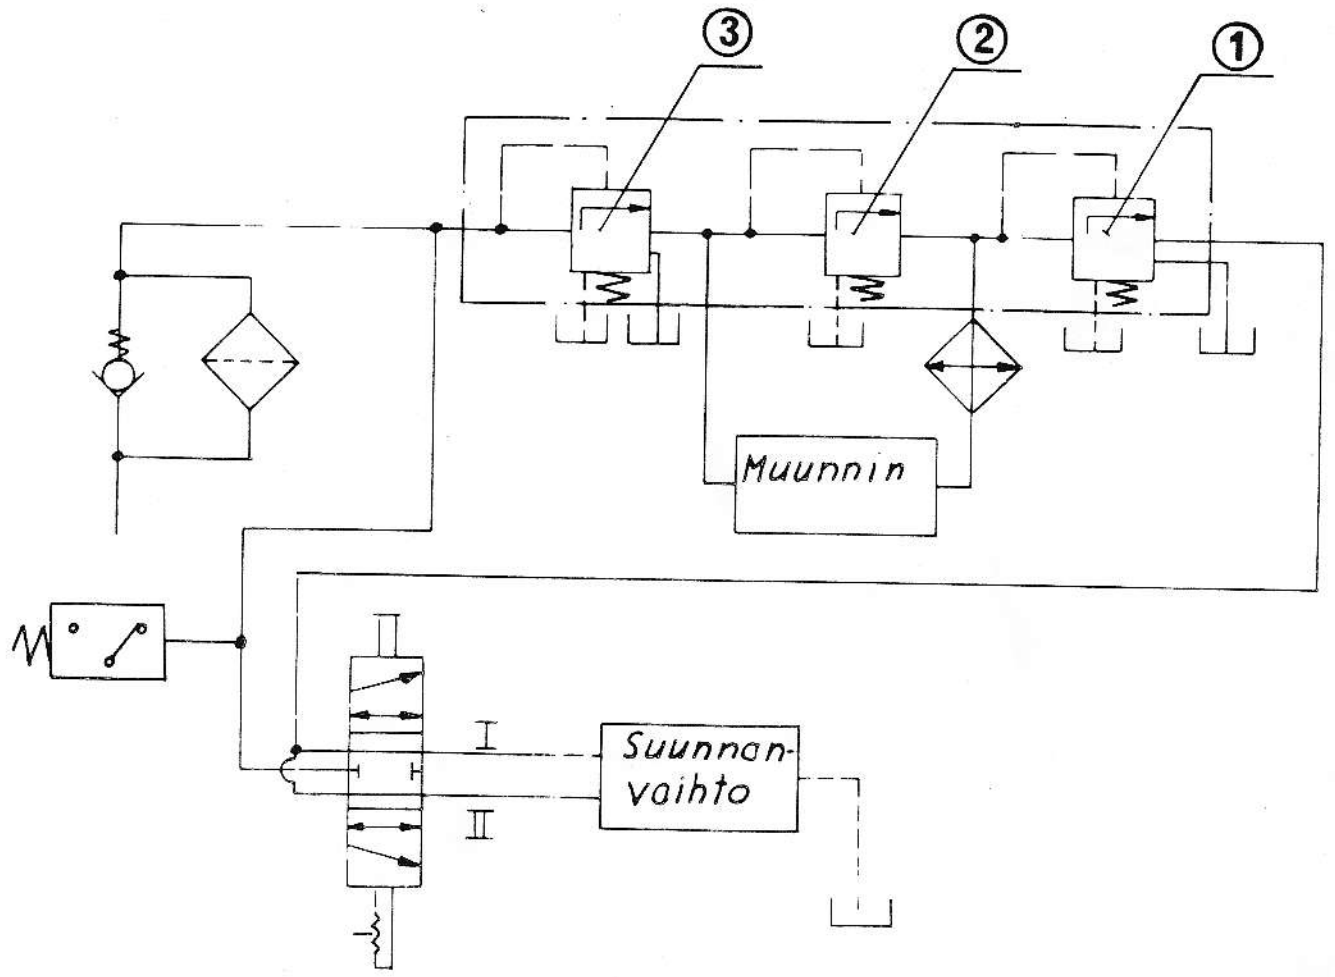 ③
②
①
Muunnin
I
Suunnan-
vaihto
II